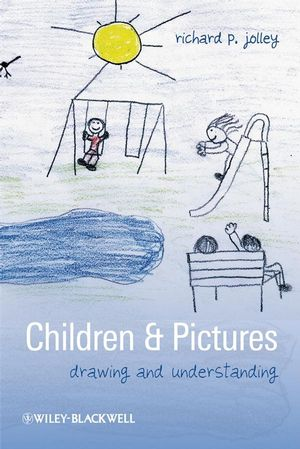 richard p. jolley
Children & Pictures
drawing and understanding
WILEY-BLACKWELL